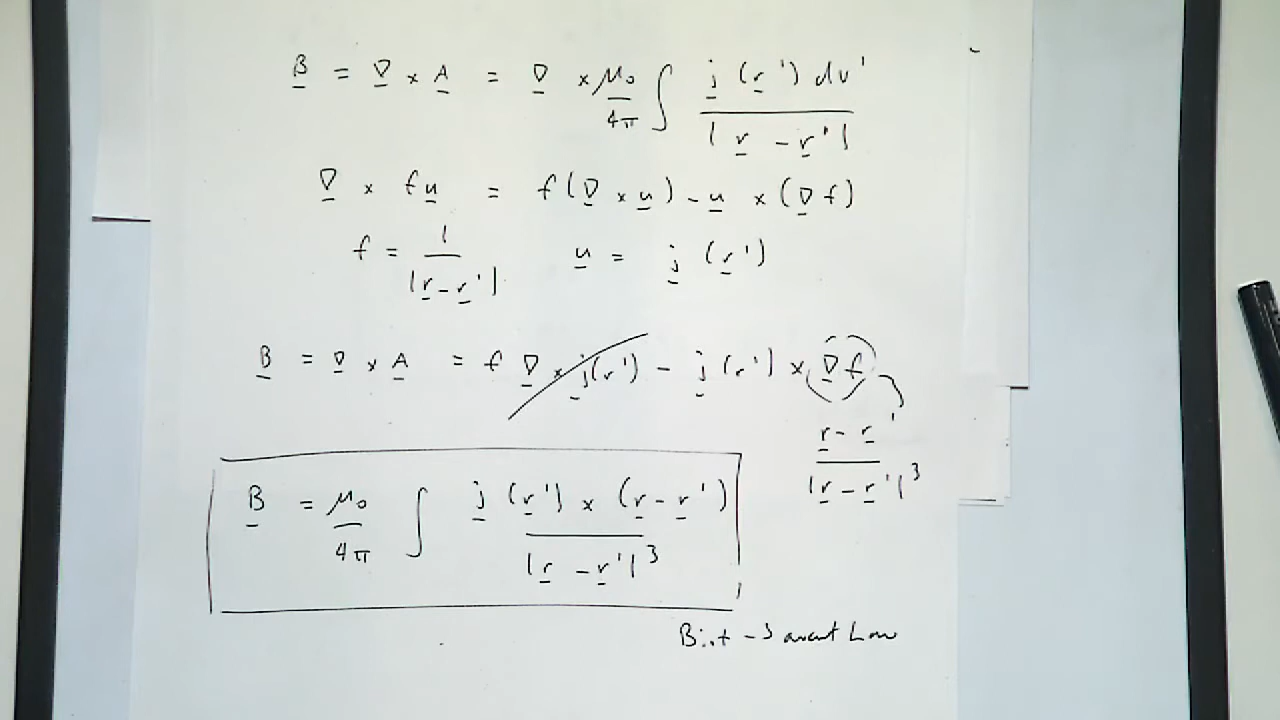 B = ∇ × A = ∇ × μ₀/4π ∫ j(r')dv' / |r - r'|
∇ × fu = f(∇ × u) - u × (∇f)
f = 1/|r-r'| u = j(r')
B = ∇ × A = f ∇ × j(r') - j(r') × ∇f
r - r' / |r - r'|³
B = μ₀/4π ∫ j(r') × (r - r') / |r - r'|³
Biot - Savart Law